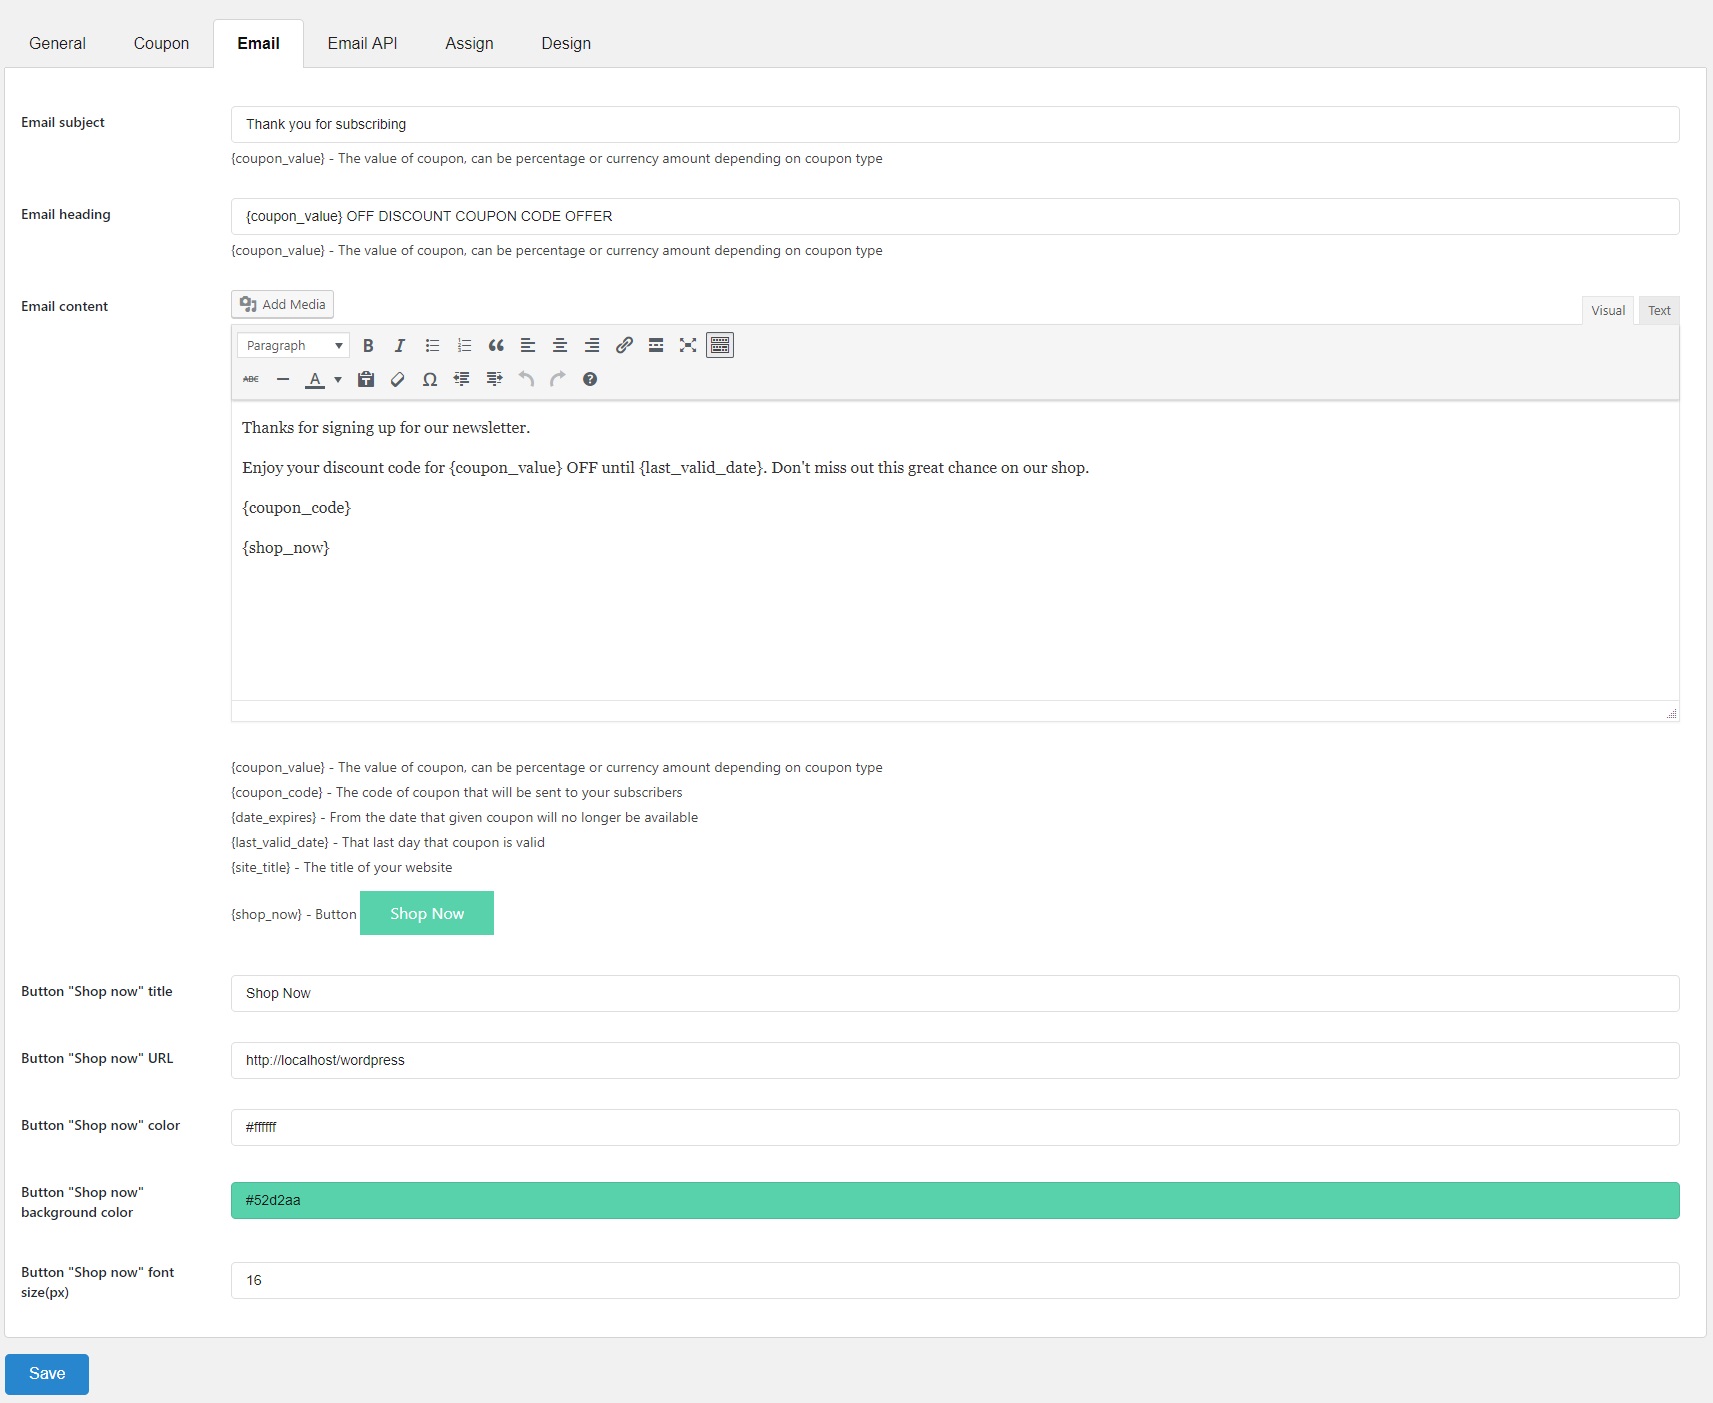 General Coupon Email Email API Assign Design
Email subject
Thank you for subscribing
{coupon_value} - The value of coupon, can be percentage or currency amount depending on coupon type
Email heading
{coupon_value} OFF DISCOUNT COUPON CODE OFFER
{coupon_value} - The value of coupon, can be percentage or currency amount depending on coupon type
Email content
Add Media
Visual Text
Paragraph B I
ABC A Ω
Thanks for signing up for our newsletter.
Enjoy your discount code for {coupon_value} OFF until {last_valid_date}. Don't miss out this great chance on our shop.
{coupon_code}
{shop_now}
{coupon_value} - The value of coupon, can be percentage or currency amount depending on coupon type
{coupon_code} - The code of coupon that will be sent to your subscribers
{date_expires} - From the date that given coupon will no longer be available
{last_valid_date} - That last day that coupon is valid
{site_title} - The title of your website
{shop_now} - Button Shop Now
Button "Shop now" title
Shop Now
Button "Shop now" URL
http://localhost/wordpress
Button "Shop now" color
#ffffff
Button "Shop now"
background color
#52d2aa
Button "Shop now" font
size(px)
16
Save